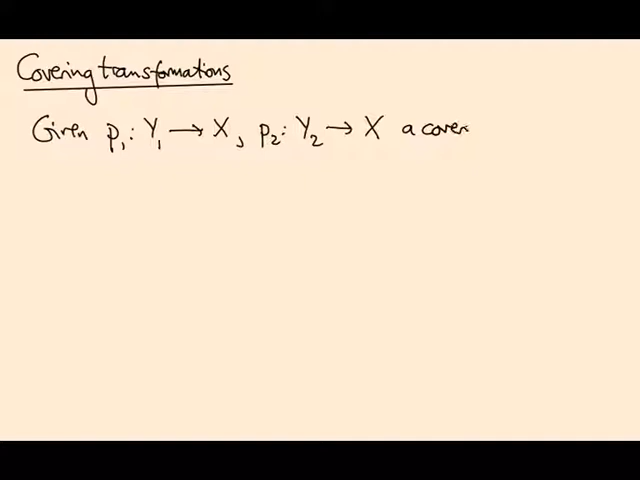 Covering transformations
Given p₁: Y₁ → X, p₂: Y₂ → X a cover